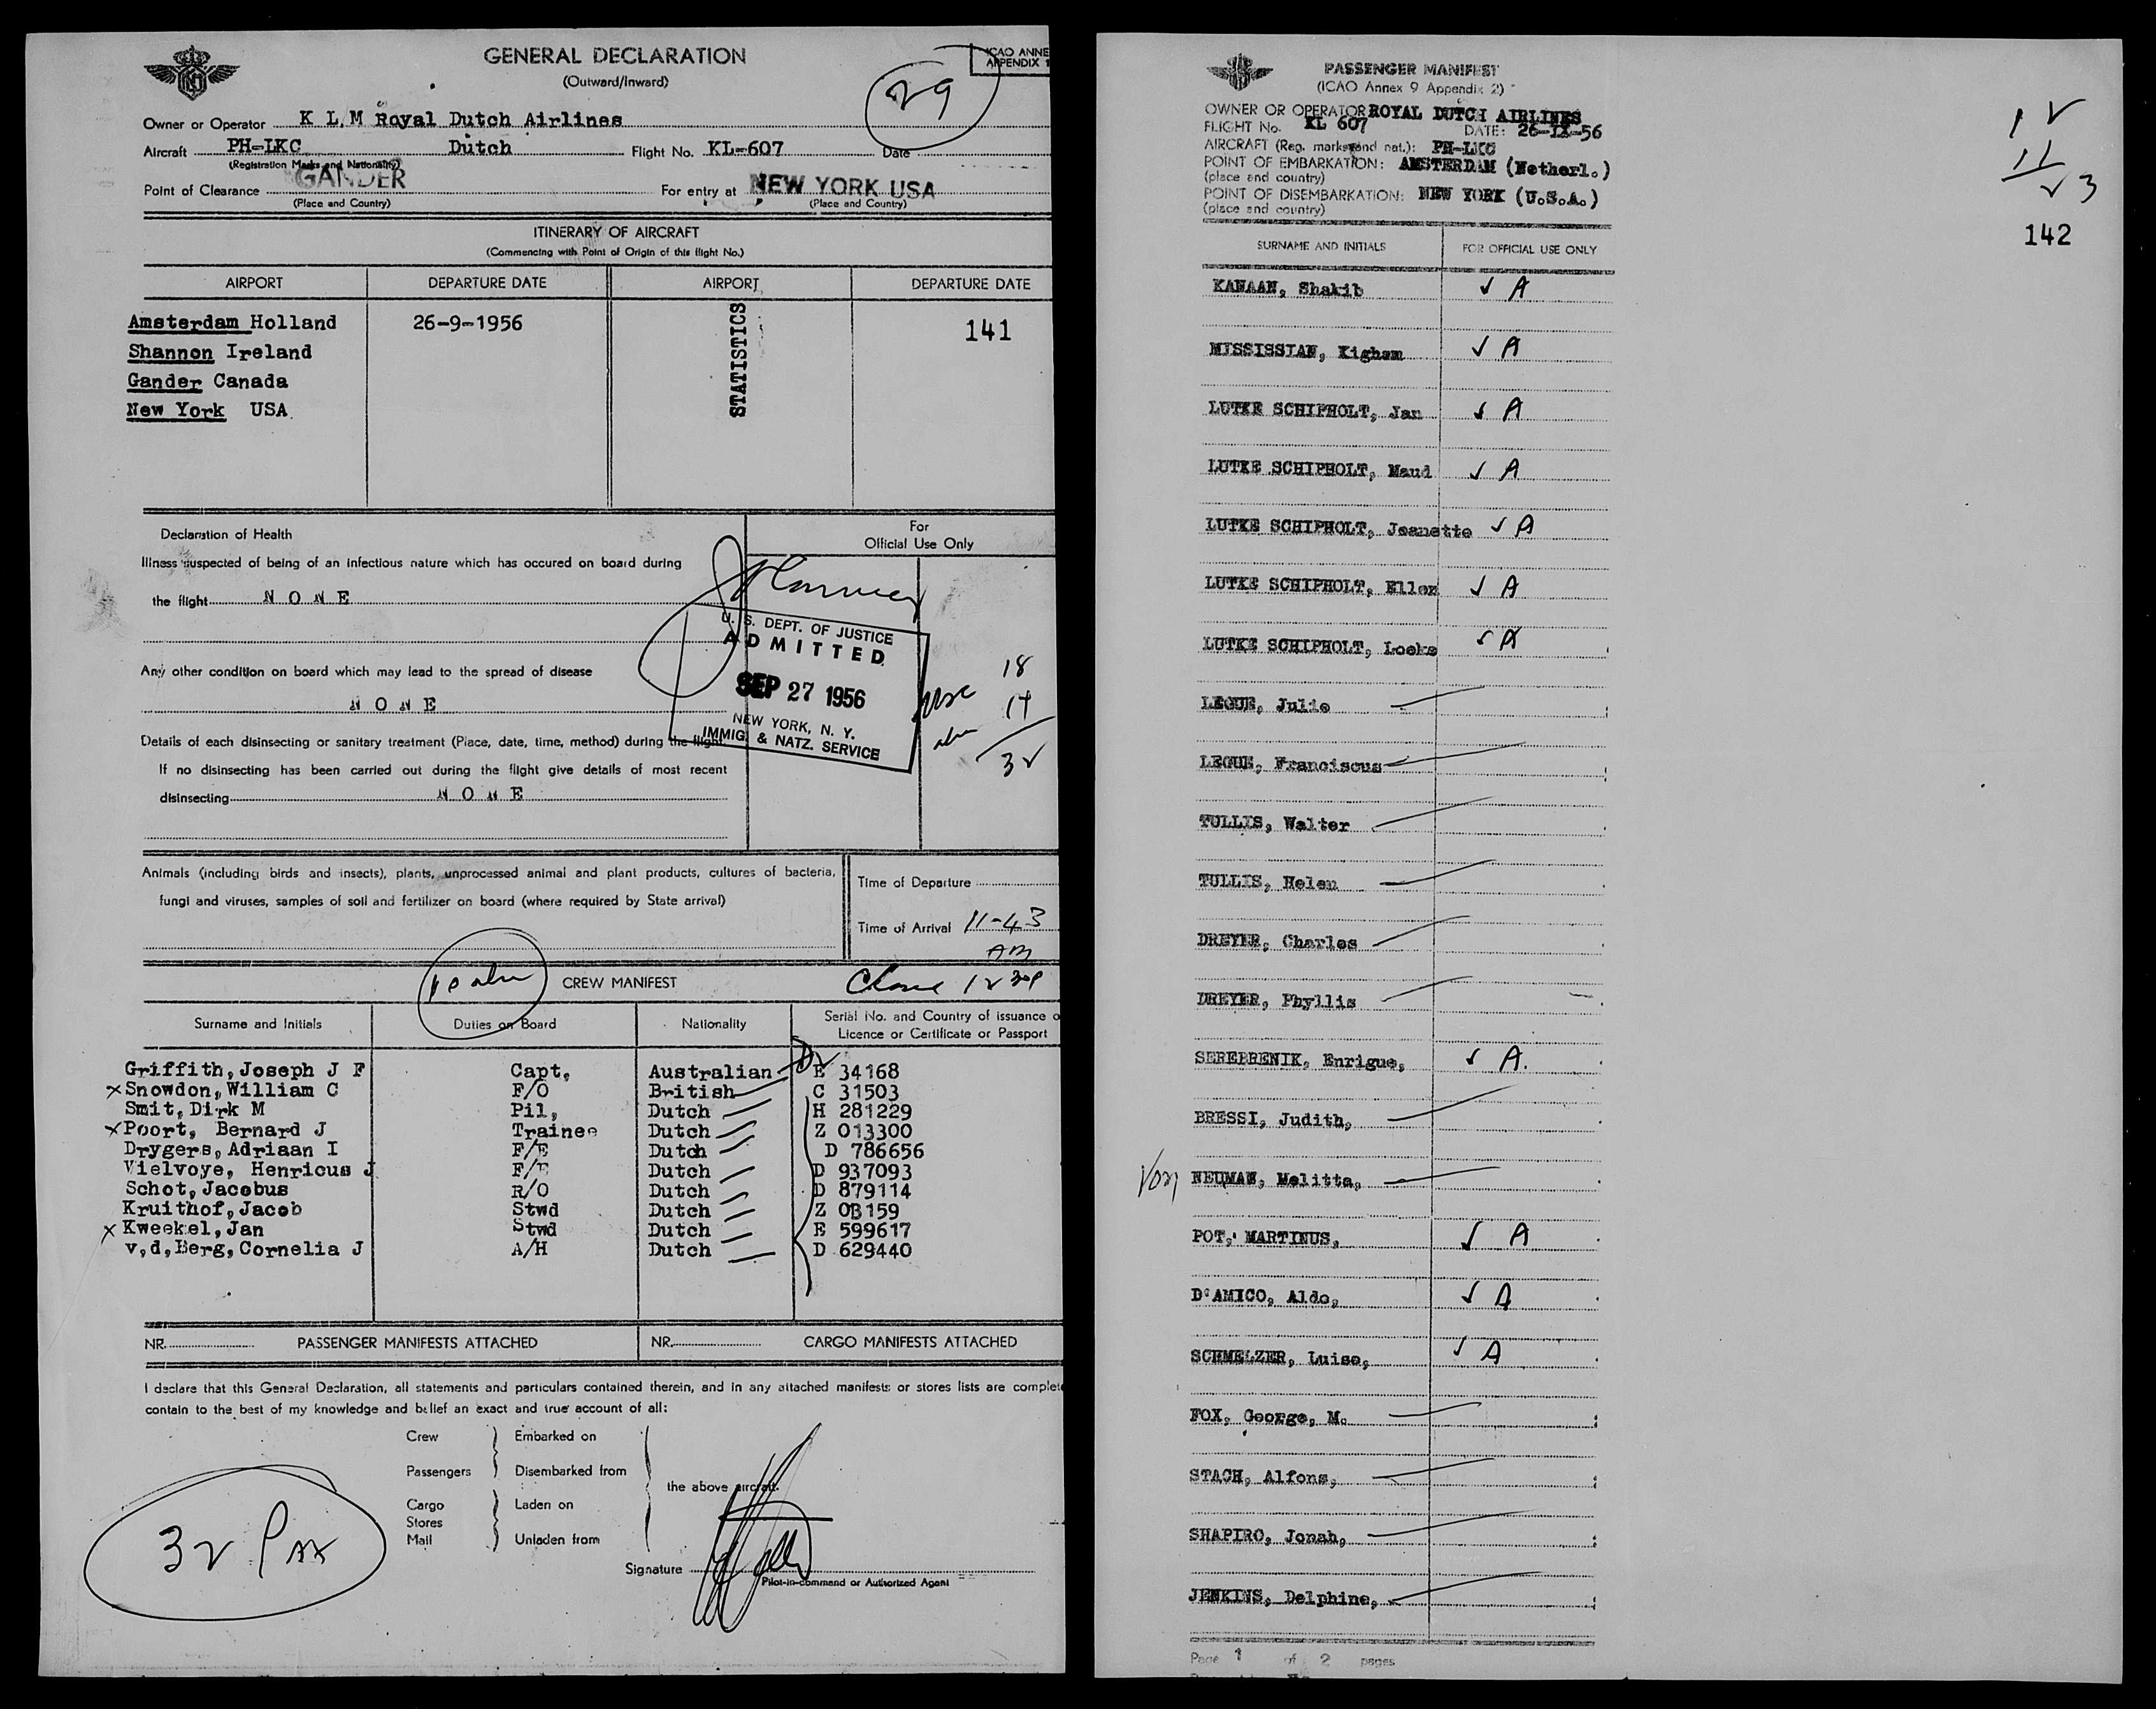 GENERAL DECLARATION
(Outward/Inward)
ICAO ANNE
APPENDIX 1
29
Owner or Operator K L M Royal Dutch Airlines
Aircraft PH-LKC Dutch Flight No. KL-607 Date
(Registration Marks and Nationality)
Point of Clearance GANDER For entry at NEW YORK USA
(Place and Country) (Place and Country)
ITINERARY OF AIRCRAFT
(Commencing with Point of Origin of this flight No.)
AIRPORT DEPARTURE DATE AIRPORT DEPARTURE DATE
Amsterdam Holland 26-9-1956 141
Shannon Ireland
Gander Canada
New York USA
STATISTICS
Declaration of Health
For
Official Use Only
Illness suspected of being of an infectious nature which has occured on board during
the flight N O N E
U. S. DEPT. OF JUSTICE
ADMITTED
SEP 27 1956
NEW YORK, N. Y.
IMMIG. & NATZ. SERVICE
usc 18
alm 14
32
Any other condition on board which may lead to the spread of disease
N O N E
Details of each disinsecting or sanitary treatment (Place, date, time, method) during the flight
If no disinsecting has been carried out during the flight give details of most recent
disinsecting N O N E
Animals (including birds and insects), plants, unprocessed animal and plant products, cultures of bacteria,
fungi and viruses, samples of soil and fertilizer on board (where required by State arrival)
Time of Departure
Time of Arrival 11-43
AM
10 alm CREW MANIFEST
Surname and Initials Duties on Board Nationality Serial No. and Country of issuance o
Licence or Certificate or Passport
Griffith, Joseph J F Capt, Australian E 34168
x Snowdon, William C F/O British C 31503
Smit, Dirk M Pil, Dutch H 281229
x Poort, Bernard J Trainee Dutch Z 013300
Drygers, Adriaan I F/E Dutch D 786656
Vielvoye, Henricus J F/E Dutch D 937093
Schot, Jacobus R/O Dutch D 879114
Kruithof, Jacob Stwd Dutch Z 0B159
x Kweekel, Jan Stwd Dutch E 599617
v,d, Berg, Cornelia J A/H Dutch D 629440
NR. PASSENGER MANIFESTS ATTACHED NR. CARGO MANIFESTS ATTACHED
I declare that this General Declaration, all statements and particulars contained therein, and in any attached manifests or stores lists are complete
contain to the best of my knowledge and belief an exact and true account of all:
Crew Embarked on
Passengers Disembarked from
the above aircraft.
Cargo Laden on
Stores
Mail Unladen from
32 Pax
Signature
Pilot-in-command or Authorized Agent
PASSENGER MANIFEST
(ICAO Annex 9 Appendix 2)
OWNER OR OPERATOR ROYAL DUTCH AIRLINES
FLIGHT No. KL 607 DATE: 26-IX-56
AIRCRAFT (Reg. marks and nat.): PH-LKC
POINT OF EMBARKATION: AMSTERDAM (Netherl.)
(place and country)
POINT OF DISEMBARKATION: NEW YORK (U.S.A.)
(place and country)
12
11
23
142
SURNAME AND INITIALS FOR OFFICIAL USE ONLY
KANAAN, Shakib ✓ A
MISSISSIAN, Kigham ✓ A
LUTKE SCHIPHOLT, Jan ✓ A
LUTKE SCHIPHOLT, Maud ✓ A
LUTKE SCHIPHOLT, Jeanette ✓ A
LUTKE SCHIPHOLT, Ellen ✓ A
LUTKE SCHIPHOLT, Loeks ✓ A
LEGUE, Julie
LEGUE, Franciscus
TULLIS, Walter
TULLIS, Helen
DREYER, Charles
DREYER, Phyllis
SEREBRENIK, Enrigue, ✓ A.
BRESSI, Judith,
NEUMAN, Melitta,
POT, MARTINUS, ✓ A
D'AMICO, Aldo, ✓ A
SCHMELZER, Luise, ✓ A
FOX, George, M.
STACH, Alfons,
SHAPIRO, Jonah,
JENKINS, Delphine,
Page 1 of 2 pages